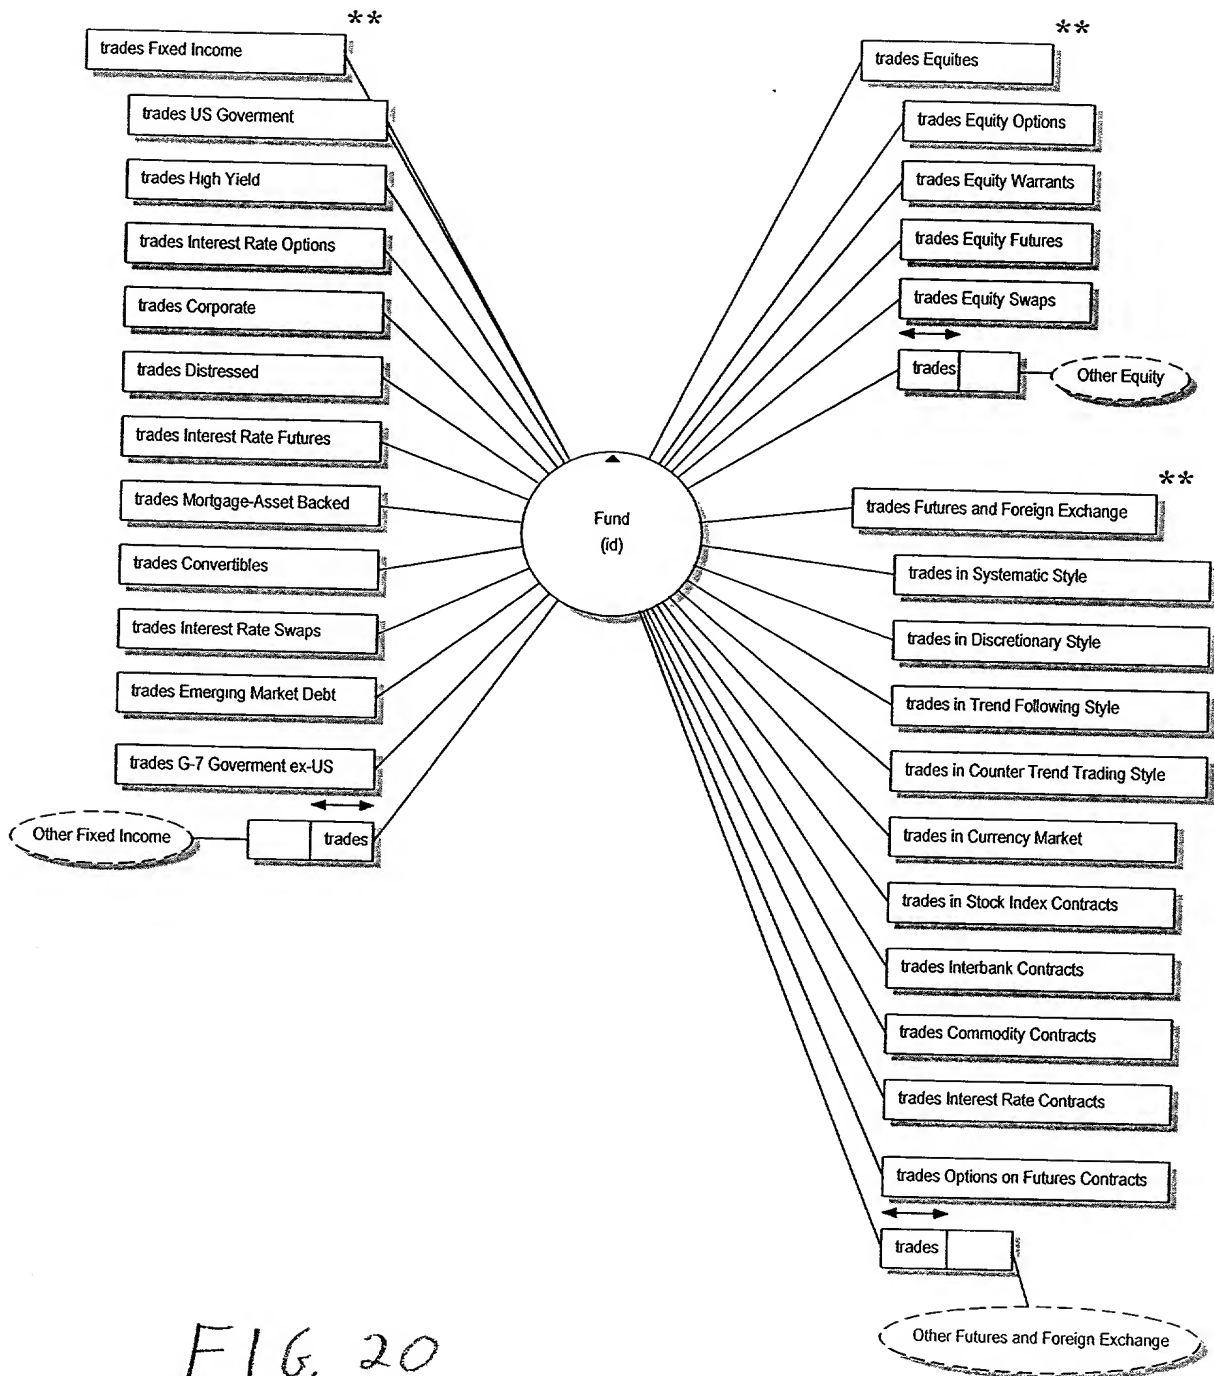 **
trades Fixed Income
trades US Goverment
trades High Yield
trades Interest Rate Options
trades Corporate
trades Distressed
trades Interest Rate Futures
trades Mortgage-Asset Backed
trades Convertibles
trades Interest Rate Swaps
trades Emerging Market Debt
trades G-7 Goverment ex-US
Other Fixed Income
trades
Fund
(id)
**
trades Equities
trades Equity Options
trades Equity Warrants
trades Equity Futures
trades Equity Swaps
trades
Other Equity
**
trades Futures and Foreign Exchange
trades in Systematic Style
trades in Discretionary Style
trades in Trend Following Style
trades in Counter Trend Trading Style
trades in Currency Market
trades in Stock Index Contracts
trades Interbank Contracts
trades Commodity Contracts
trades Interest Rate Contracts
trades Options on Futures Contracts
trades
Other Futures and Foreign Exchange
FIG. 20